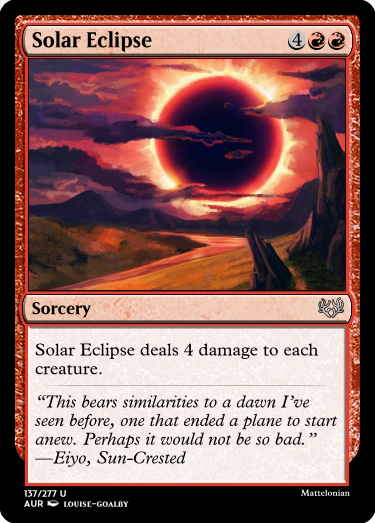 Solar Eclipse 4
Sorcery
Solar Eclipse deals 4 damage to each
creature.
“This bears similarities to a dawn I’ve
seen before, one that ended a plane to start
anew. Perhaps it would not be so bad.”
—Eiyo, Sun-Crested
137/277 U
Mattelonian
AUR LOUISE-GOALBY